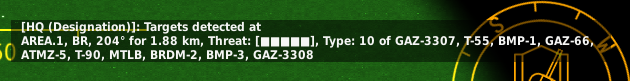 [HQ (Designation)]: Targets detected at
AREA.1, BR, 204° for 1.88 km, Threat: [■■■■■], Type: 10 of GAZ-3307, T-55, BMP-1, GAZ-66,
ATMZ-5, T-90, MTLB, BRDM-2, BMP-3, GAZ-3308